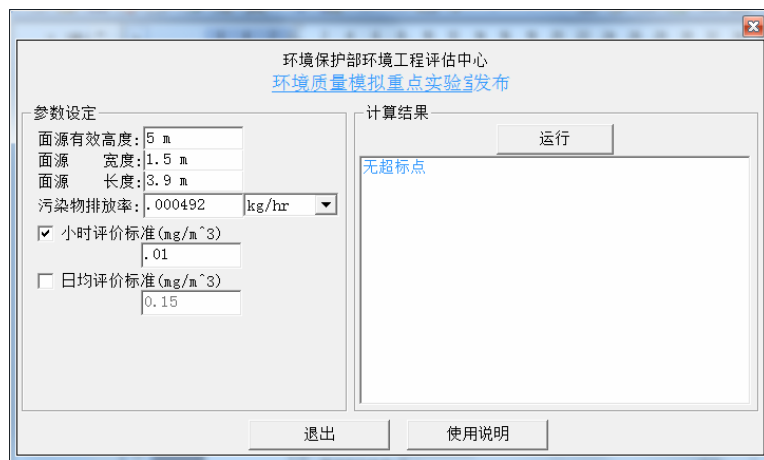 环境保护部环境工程评估中心
环境质量模拟重点实验室发布
参数设定
面源有效高度: 5 m
面源 宽度: 1.5 m
面源 长度: 3.9 m
污染物排放率: .000492 kg/hr
小时评价标准(mg/m^3)
.01
日均评价标准(mg/m^3)
0.15
计算结果
运行
无超标点
退出 使用说明